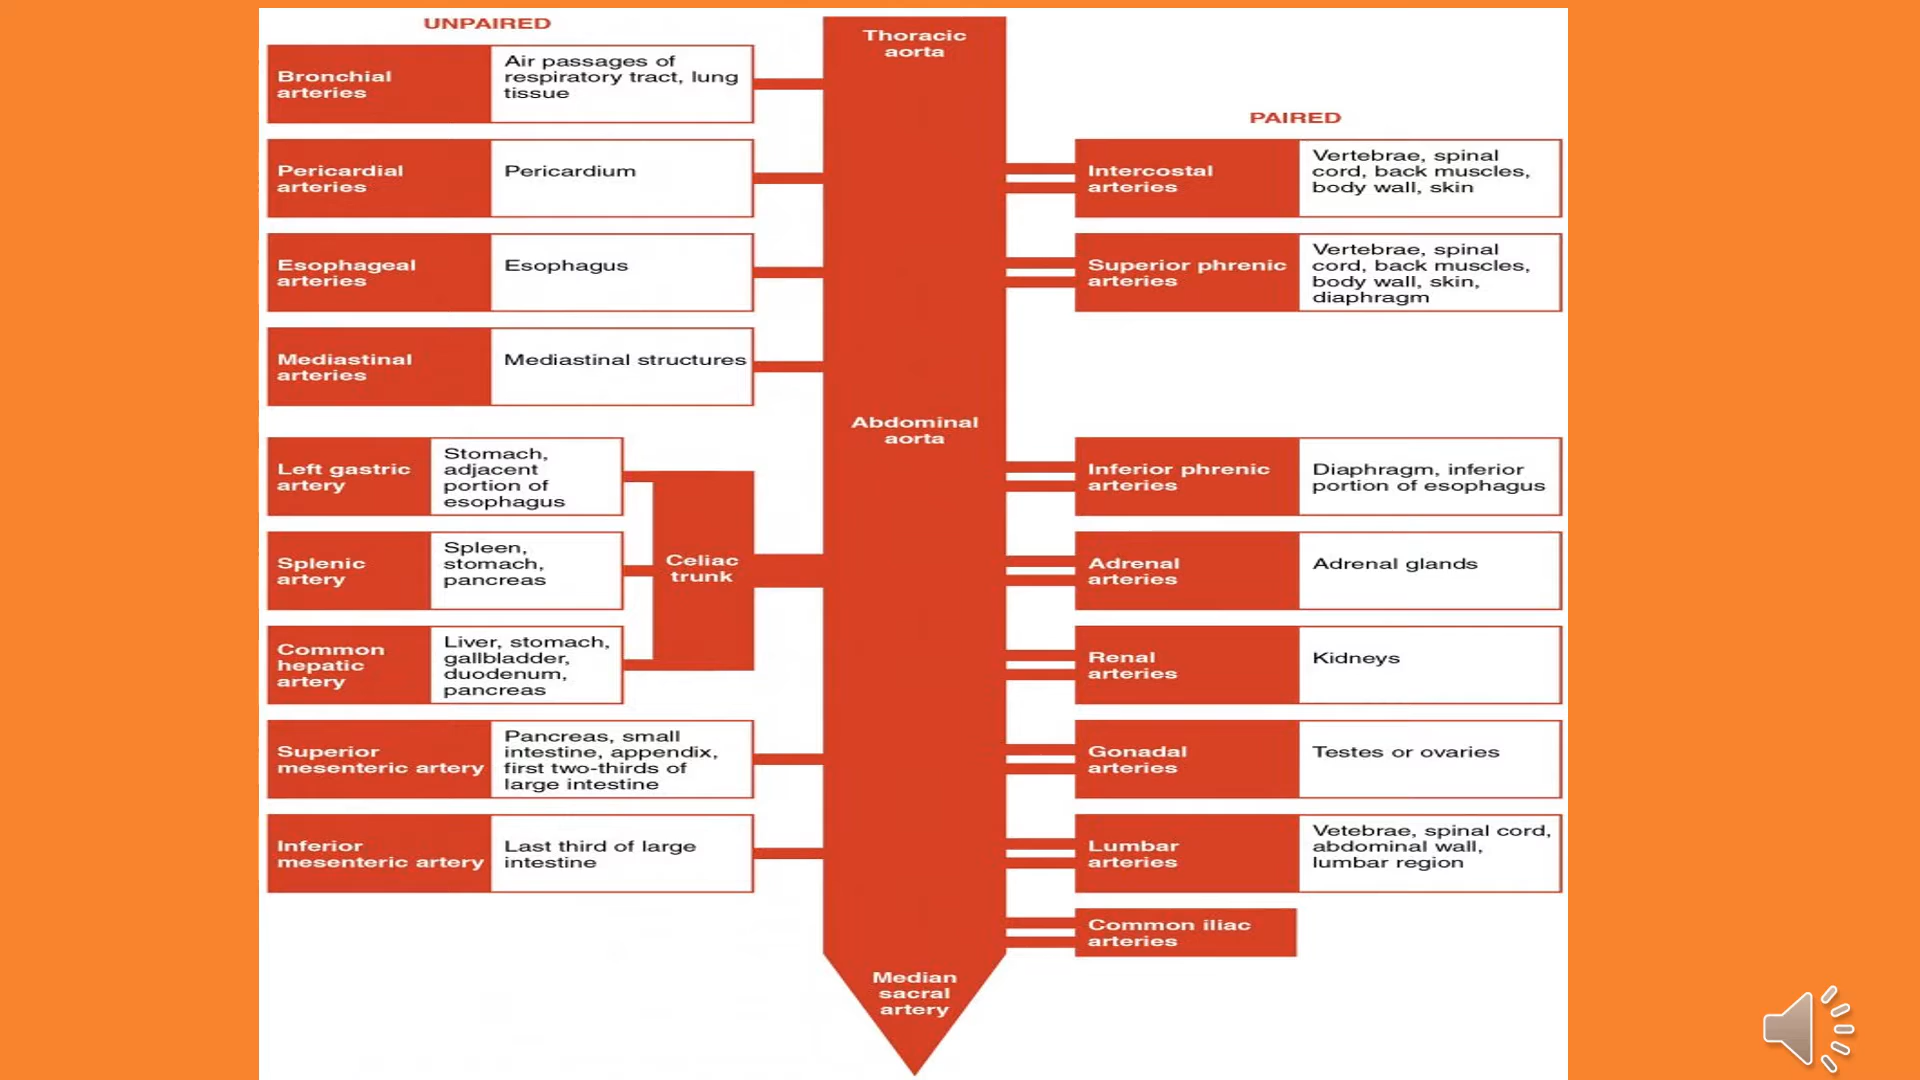 UNPAIRED
Thoracic
aorta
Bronchial
arteries
Air passages of
respiratory tract, lung
tissue
PAIRED
Pericardial
arteries
Pericardium
Intercostal
arteries
Vertebrae, spinal
cord, back muscles,
body wall, skin
Esophageal
arteries
Esophagus
Superior phrenic
arteries
Vertebrae, spinal
cord, back muscles,
body wall, skin,
diaphragm
Mediastinal
arteries
Mediastinal structures
Abdominal
aorta
Left gastric
artery
Stomach,
adjacent
portion of
esophagus
Inferior phrenic
arteries
Diaphragm, inferior
portion of esophagus
Splenic
artery
Spleen,
stomach,
pancreas
Celiac
trunk
Adrenal
arteries
Adrenal glands
Common
hepatic
artery
Liver, stomach,
gallbladder,
duodenum,
pancreas
Renal
arteries
Kidneys
Superior
mesenteric artery
Pancreas, small
intestine, appendix,
first two-thirds of
large intestine
Gonadal
arteries
Testes or ovaries
Inferior
mesenteric artery
Last third of large
intestine
Lumbar
arteries
Vetebrae, spinal cord,
abdominal wall,
lumbar region
Common iliac
arteries
Median
sacral
artery